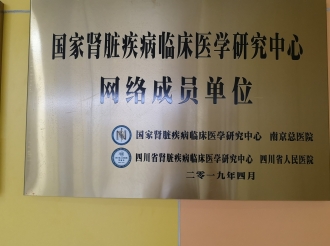 国家肾脏疾病临床医学研究中心
网络成员单位
国家肾脏疾病临床医学研究中心 南京总医院
四川省肾脏疾病临床医学研究中心 四川省人民医院
二零一九年四月